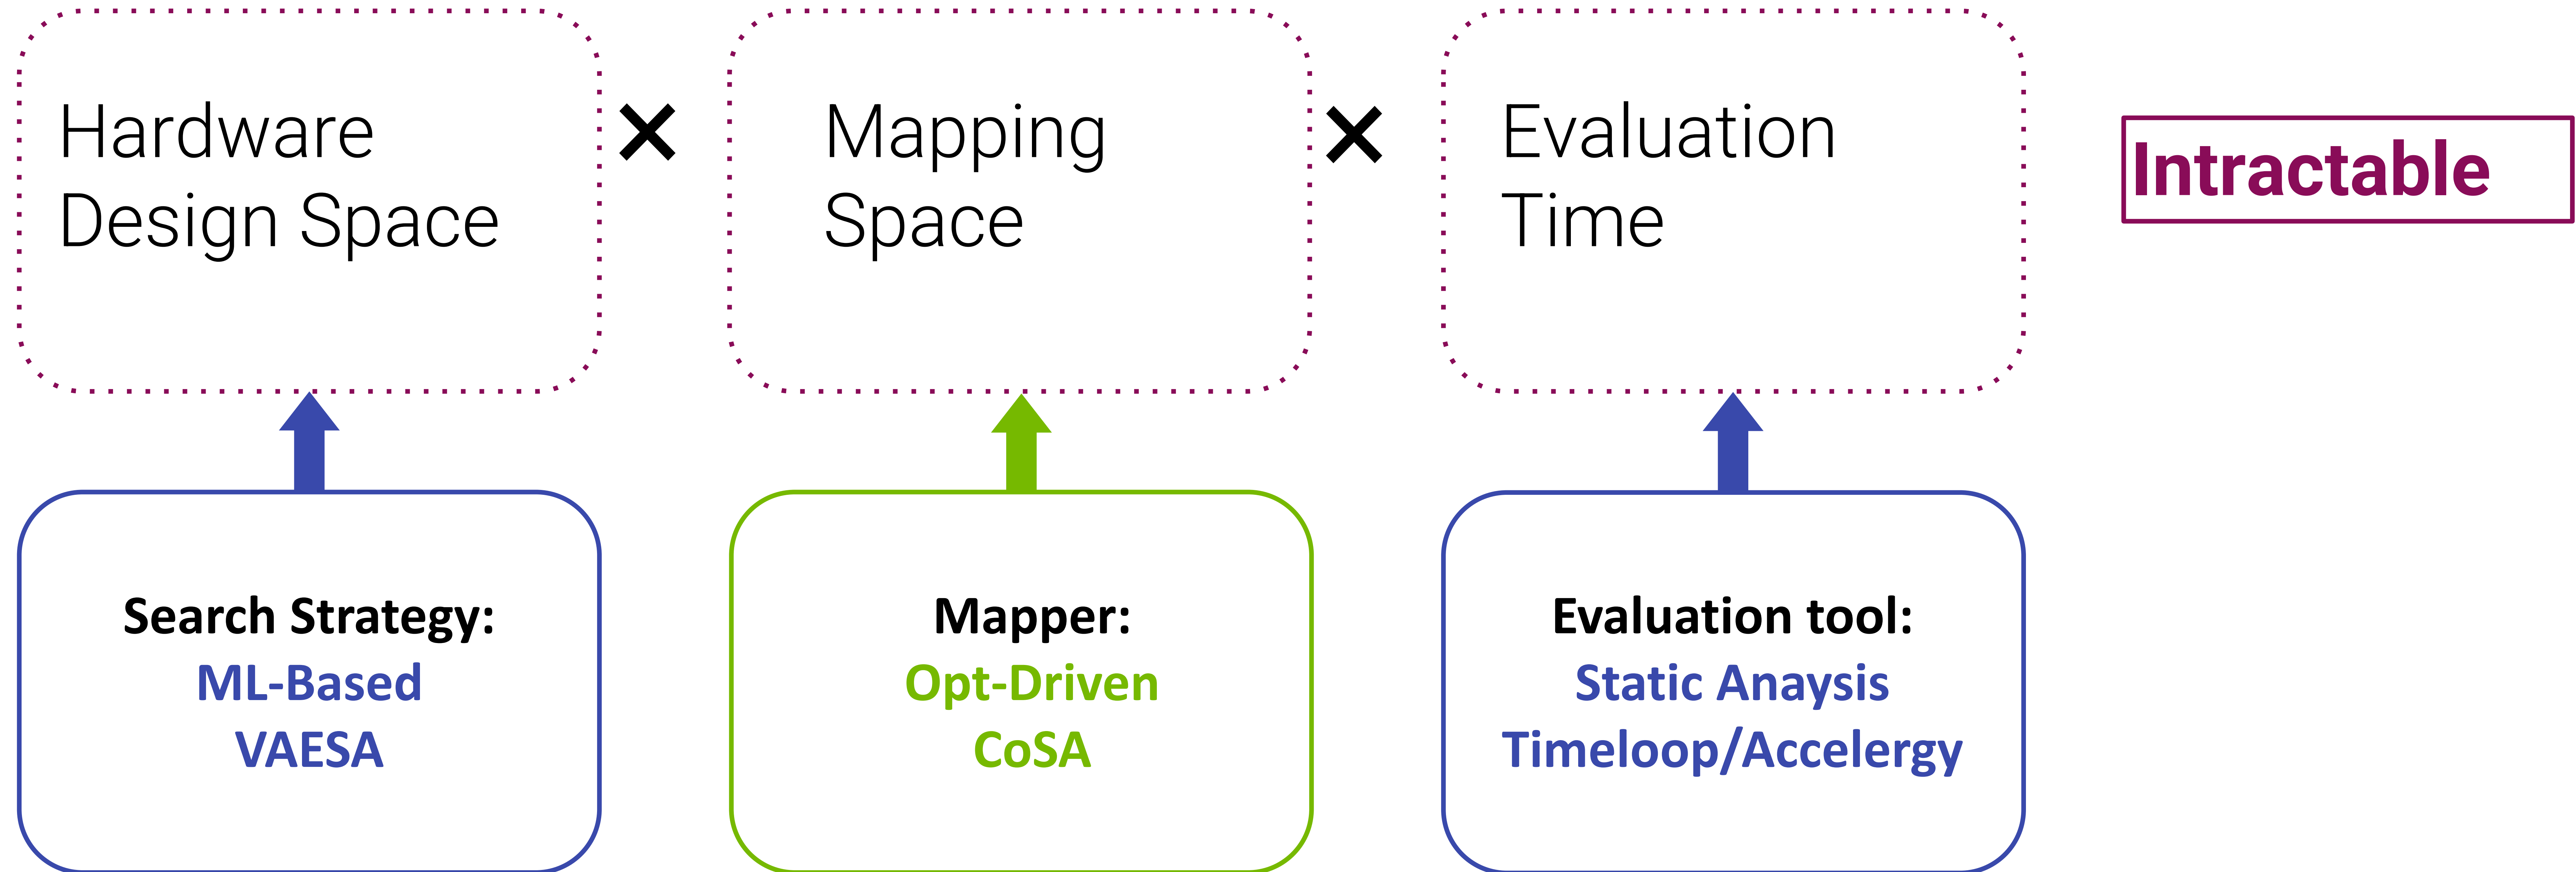 Hardware
Design Space
×
Mapping
Space
×
Evaluation
Time
Intractable
Search Strategy:
ML-Based
VAESA
Mapper:
Opt-Driven
CoSA
Evaluation tool:
Static Anaysis
Timeloop/Accelergy